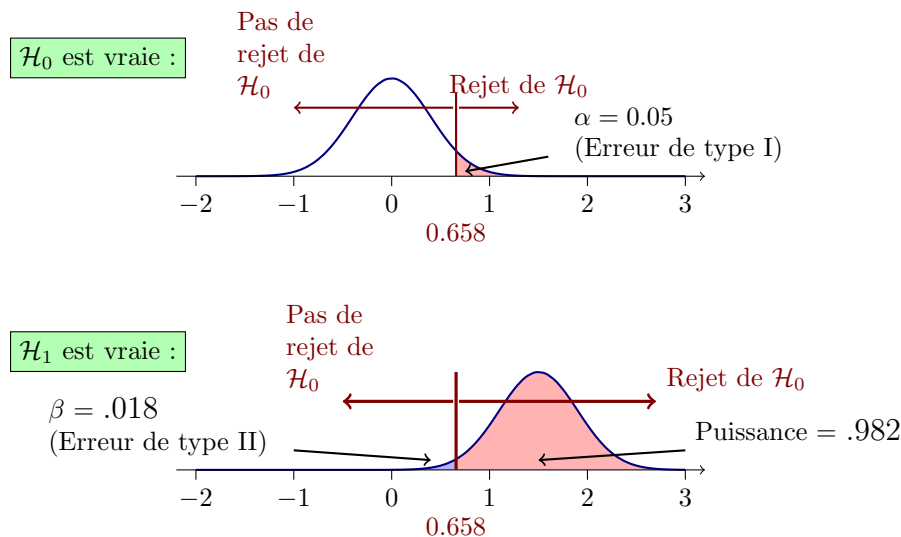 Pas de
rejet de
H₀
H₀ est vraie :
Rejet de H₀
α = 0.05
(Erreur de type I)
−2 −1 0 1 2 3
0.658
Pas de
rejet de
H₀
H₁ est vraie :
Rejet de H₀
β = .018
(Erreur de type II)
Puissance = .982
−2 −1 0 1 2 3
0.658